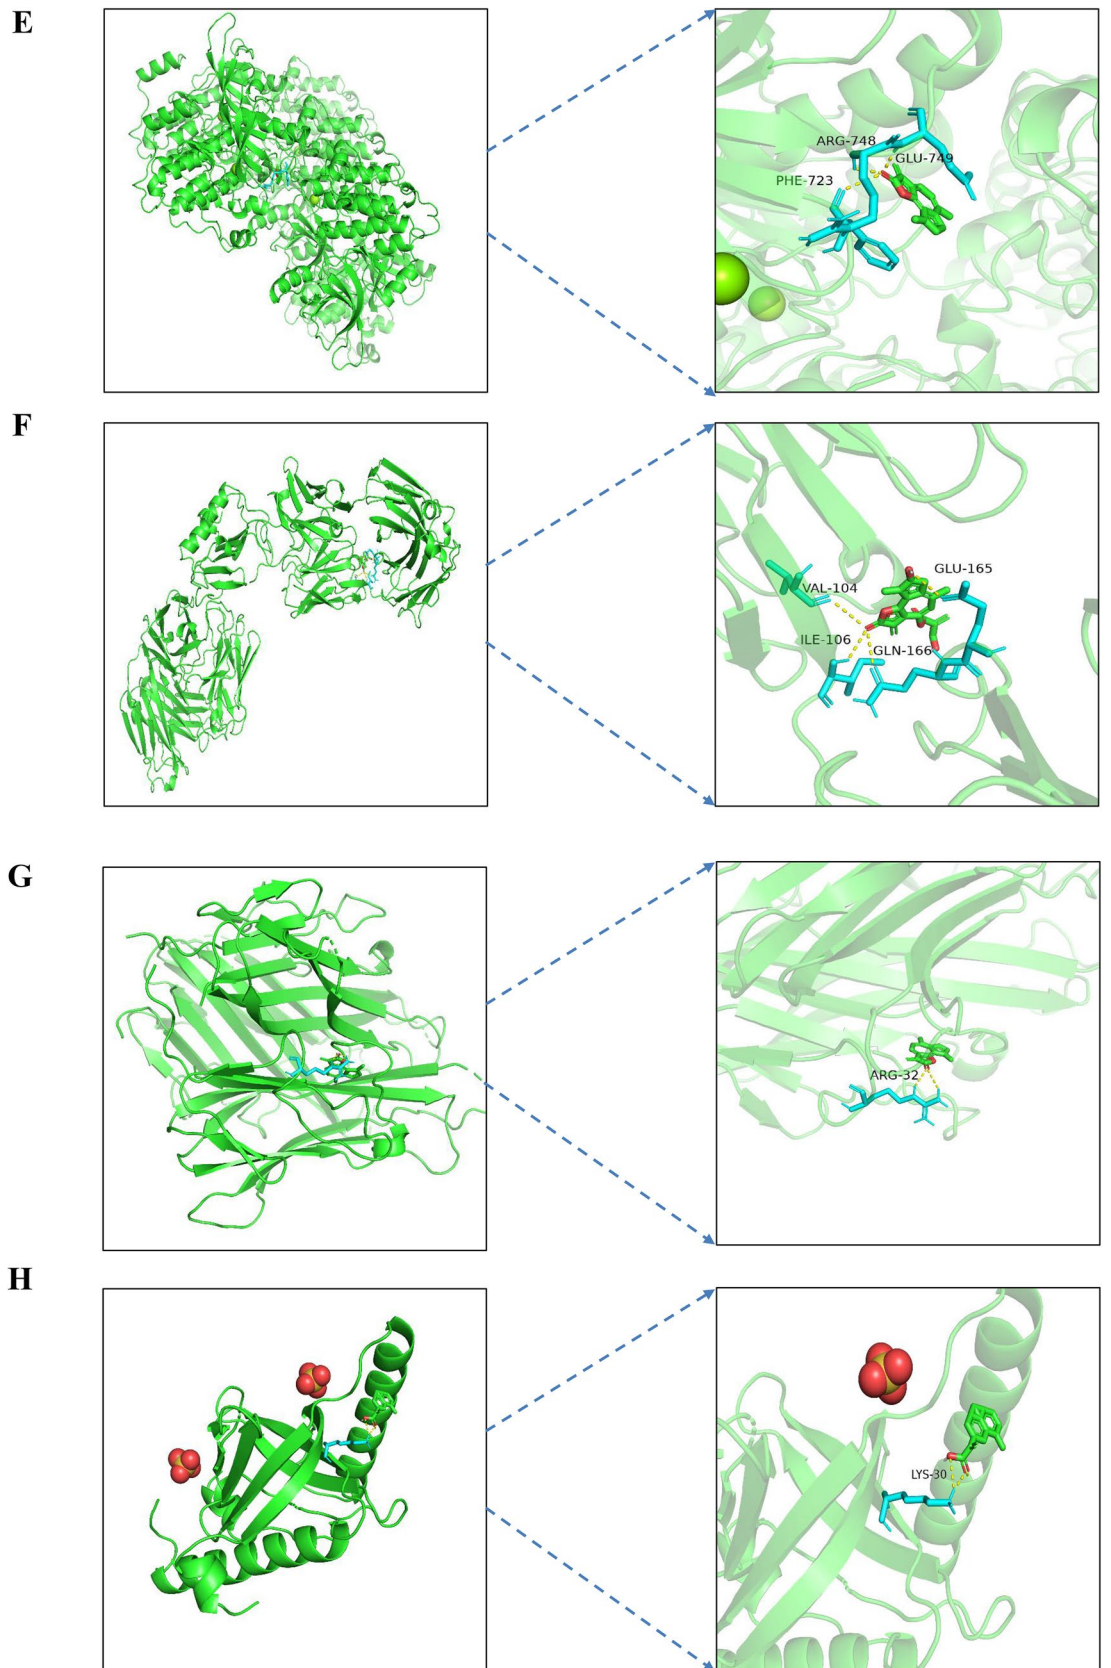 E
ARG-748
GLU-749
PHE-723
F
GLU-165
VAL-104
ILE-106
GLN-166
G
ARG-32
H
LYS-30